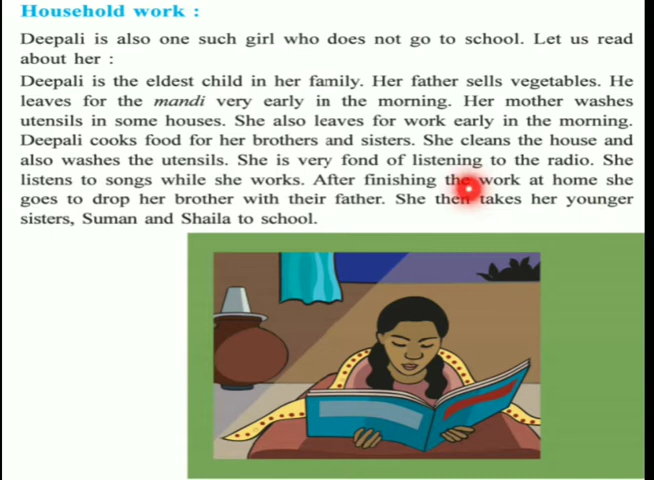 Household work :
Deepali is also one such girl who does not go to school. Let us read
about her :
Deepali is the eldest child in her family. Her father sells vegetables. He
leaves for the mandi very early in the morning. Her mother washes
utensils in some houses. She also leaves for work early in the morning.
Deepali cooks food for her brothers and sisters. She cleans the house and
also washes the utensils. She is very fond of listening to the radio. She
listens to songs while she works. After finishing the work at home she
goes to drop her brother with their father. She then takes her younger
sisters, Suman and Shaila to school.